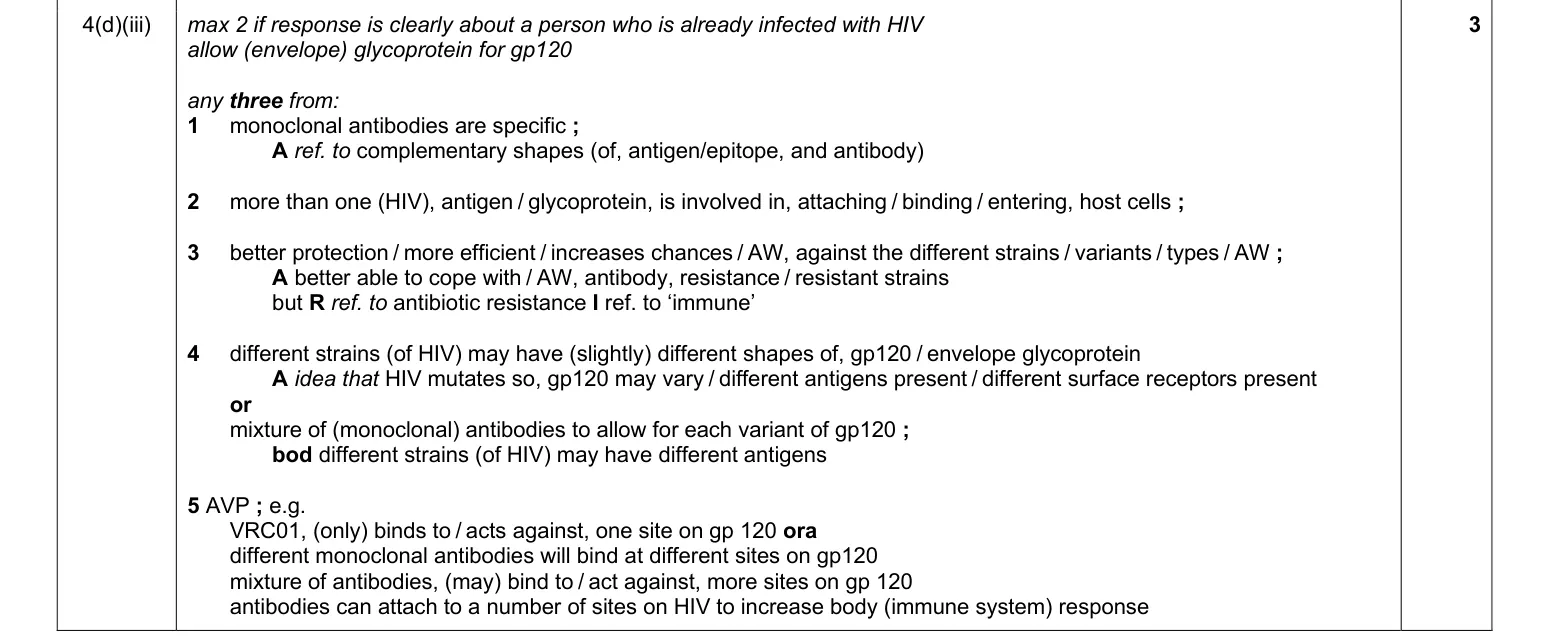 4(d)(iii) max 2 if response is clearly about a person who is already infected with HIV 3
allow (envelope) glycoprotein for gp120
any three from:
1 monoclonal antibodies are specific ;
A ref. to complementary shapes (of, antigen/epitope, and antibody)
2 more than one (HIV), antigen / glycoprotein, is involved in, attaching / binding / entering, host cells ;
3 better protection / more efficient / increases chances / AW, against the different strains / variants / types / AW ;
A better able to cope with / AW, antibody, resistance / resistant strains
but R ref. to antibiotic resistance I ref. to ‘immune’
4 different strains (of HIV) may have (slightly) different shapes of, gp120 / envelope glycoprotein
A idea that HIV mutates so, gp120 may vary / different antigens present / different surface receptors present
or
mixture of (monoclonal) antibodies to allow for each variant of gp120 ;
bod different strains (of HIV) may have different antigens
5 AVP ; e.g.
VRC01, (only) binds to / acts against, one site on gp 120 ora
different monoclonal antibodies will bind at different sites on gp120
mixture of antibodies, (may) bind to / act against, more sites on gp 120
antibodies can attach to a number of sites on HIV to increase body (immune system) response